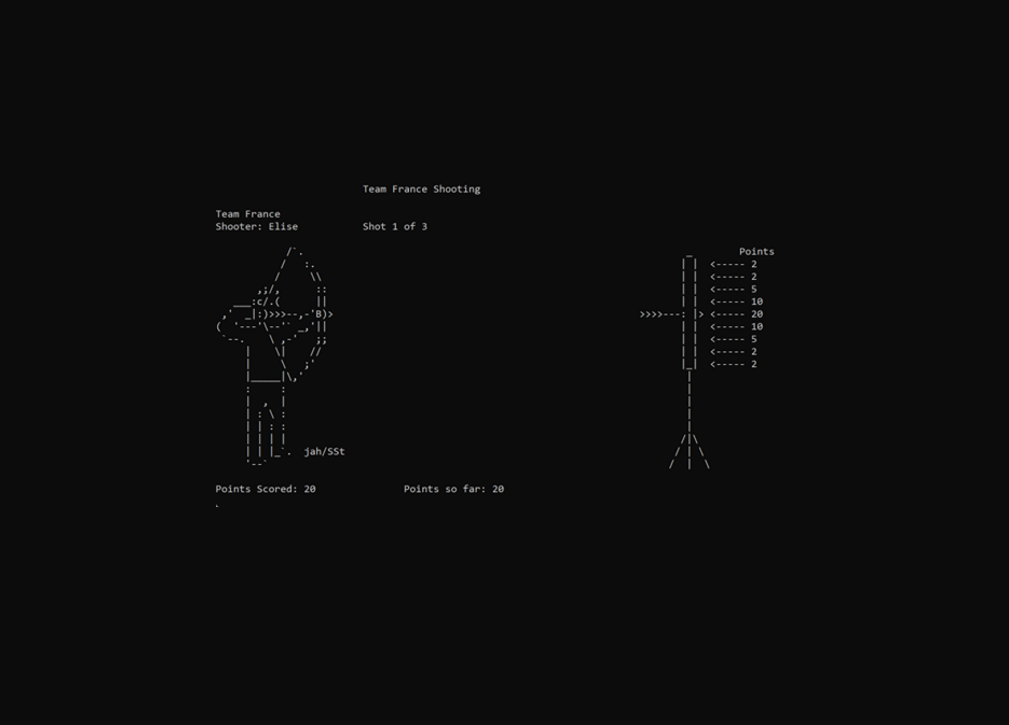 Team France Shooting
Team France
Shooter: Elise Shot 1 of 3
Points
<----- 2
<----- 2
<----- 5
<----- 10
<----- 20
<----- 10
<----- 5
<----- 2
<----- 2
jah/SSt
Points Scored: 20 Points so far: 20